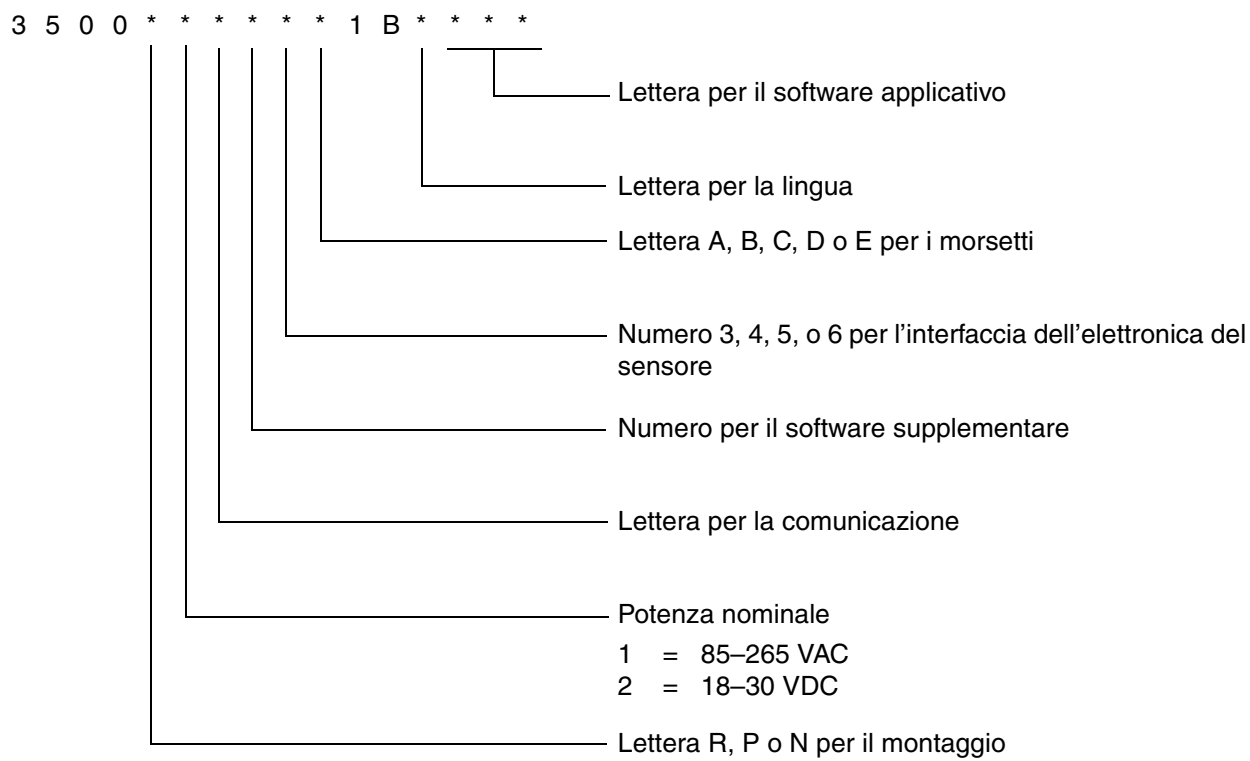 3 5 0 0 * * * * * * 1 B * * * *
Lettera per il software applicativo
Lettera per la lingua
Lettera A, B, C, D o E per i morsetti
Numero 3, 4, 5, o 6 per l'interfaccia dell'elettronica del
sensore
Numero per il software supplementare
Lettera per la comunicazione
Potenza nominale
1 = 85–265 VAC
2 = 18–30 VDC
Lettera R, P o N per il montaggio